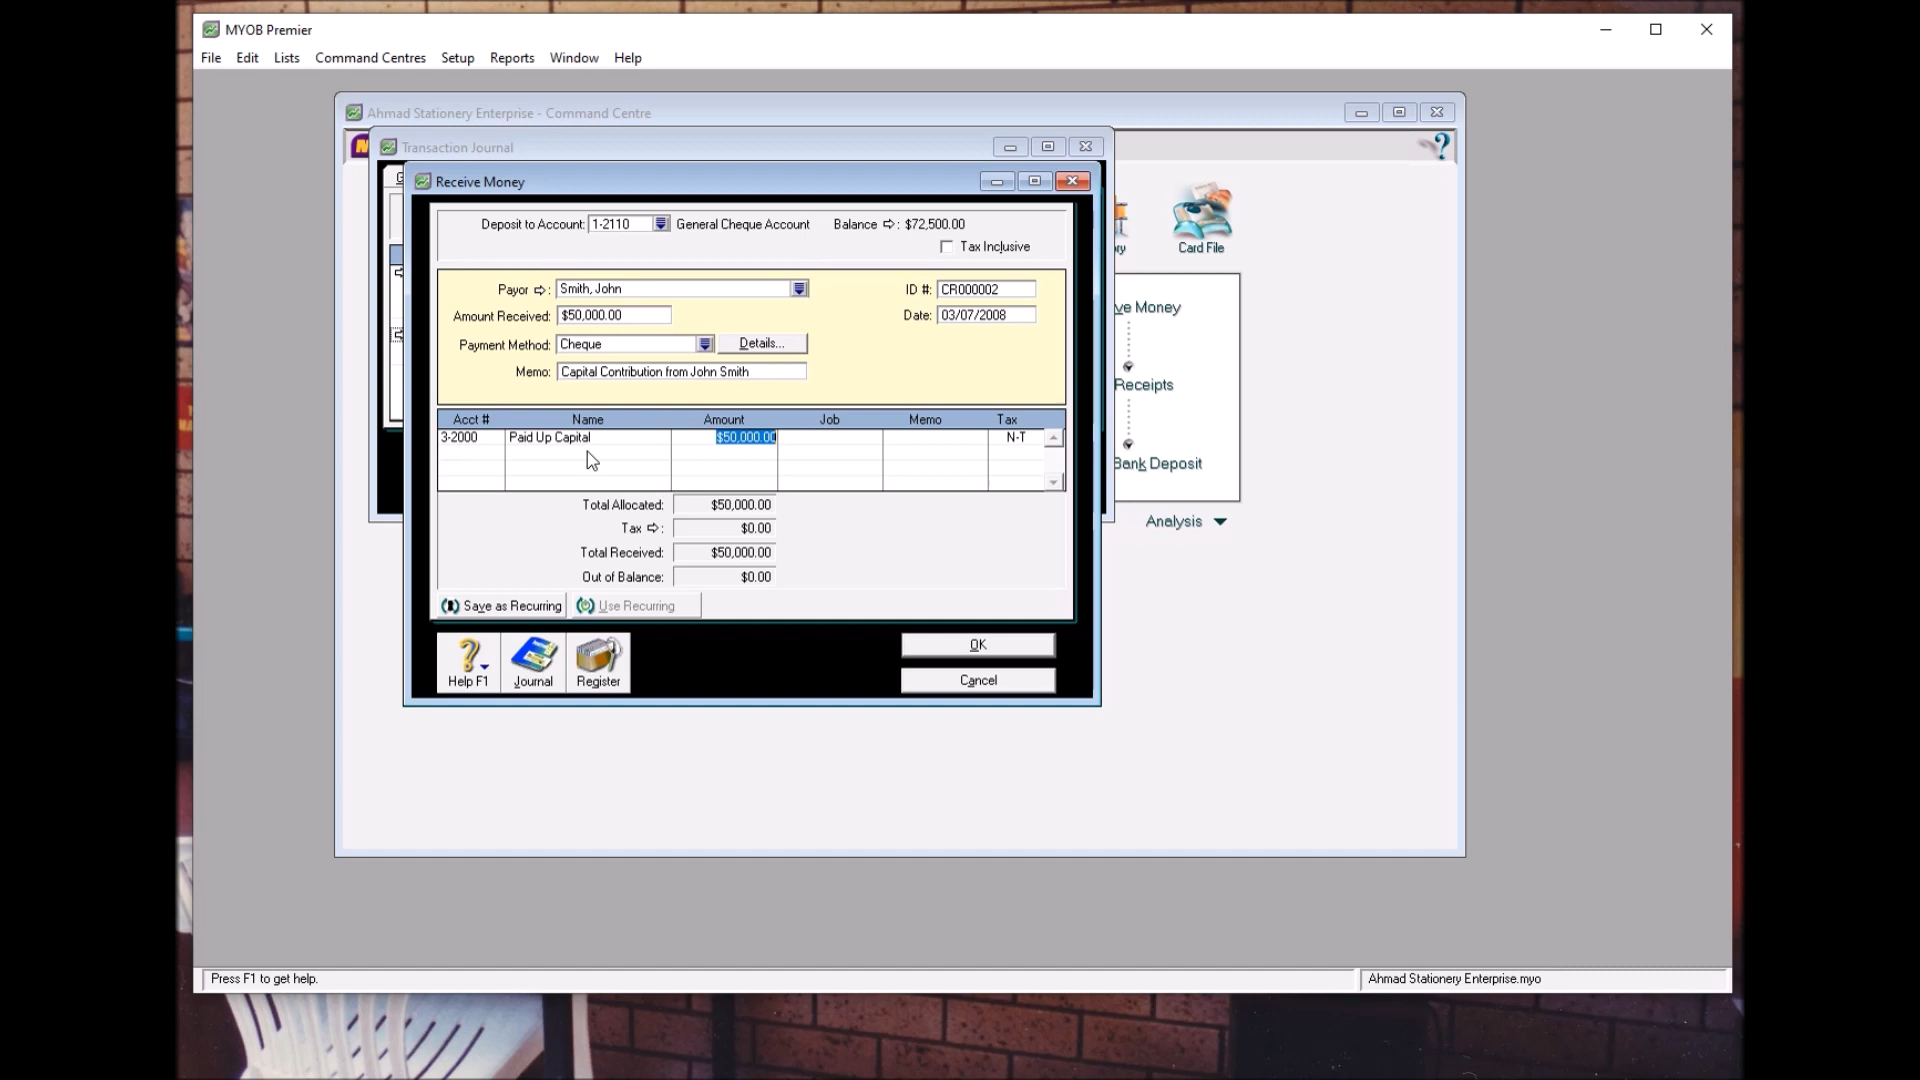 MYOB Premier
File Edit Lists Command Centres Setup Reports Window Help
Ahmad Stationery Enterprise - Command Centre
Transaction Journal
Receive Money
Deposit to Account: 1-2110 General Cheque Account Balance : $72,500.00
Tax Inclusive
Payor : Smith, John ID #: CR000002
Amount Received: $50,000.00 Date: 03/07/2008
Payment Method: Cheque Details...
Memo: Capital Contribution from John Smith
Acct # Name Amount Job Memo Tax
3-2000 Paid Up Capital $50,000.00 N-T
Total Allocated: $50,000.00
Tax : $0.00
Total Received: $50,000.00
Out of Balance: $0.00
Save as Recurring Use Recurring
Help F1 Journal Register
OK
Cancel
Card File
ve Money
Receipts
Bank Deposit
Analysis
Press F1 to get help.
Ahmad Stationery Enterprise.myo